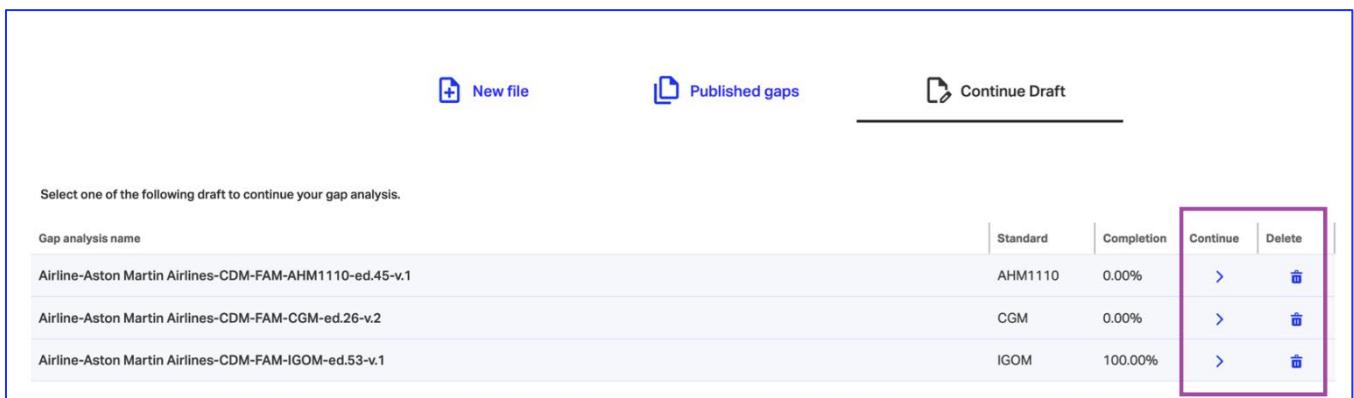 New file Published gaps Continue Draft
Select one of the following draft to continue your gap analysis.
Gap analysis name Standard Completion Continue Delete
Airline-Aston Martin Airlines-CDM-FAM-AHM1110-ed.45-v.1 AHM1110 0.00%
Airline-Aston Martin Airlines-CDM-FAM-CGM-ed.26-v.2 CGM 0.00%
Airline-Aston Martin Airlines-CDM-FAM-IGOM-ed.53-v.1 IGOM 100.00%